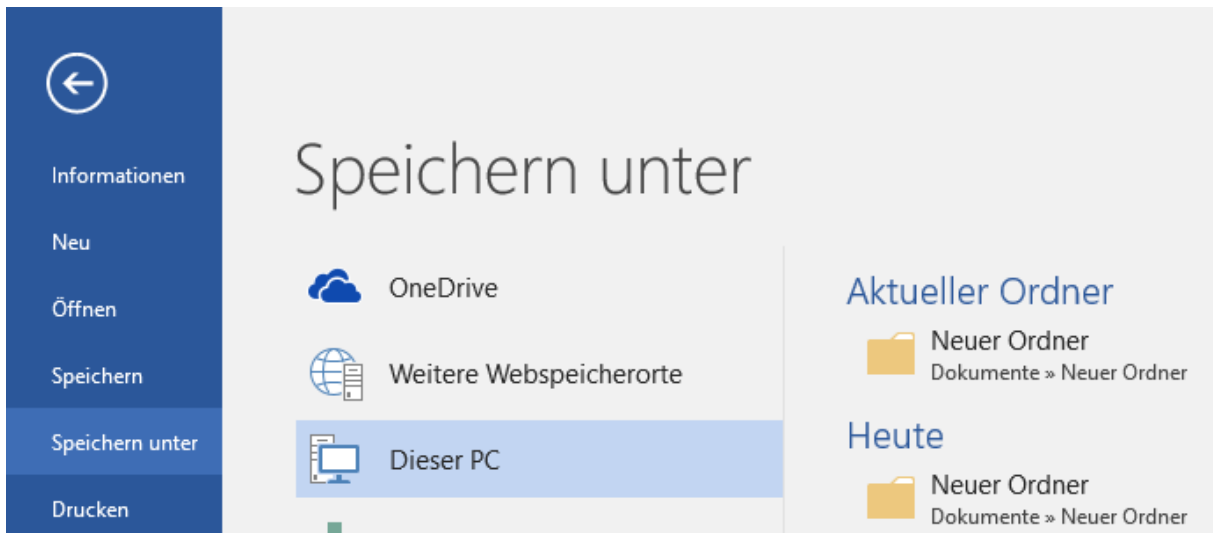 Informationen
Neu
Öffnen
Speichern
Speichern unter
Drucken
Speichern unter
OneDrive
Weitere Webspeicherorte
Dieser PC
Aktueller Ordner
Neuer Ordner
Dokumente » Neuer Ordner
Heute
Neuer Ordner
Dokumente » Neuer Ordner